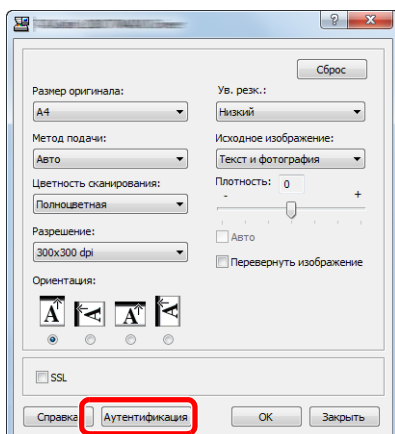 Сброс
Размер оригинала:
Ув. резк.:
A4
Низкий
Метод подачи:
Исходное изображение:
Авто
Текст и фотография
Цветность сканирования:
Плотность: 0
- +
Полноцветная
Разрешение:
Авто
300x300 dpi
Перевернуть изображение
Ориентация:
A A A A
SSL
Справка Аутентификация OK Закрыть